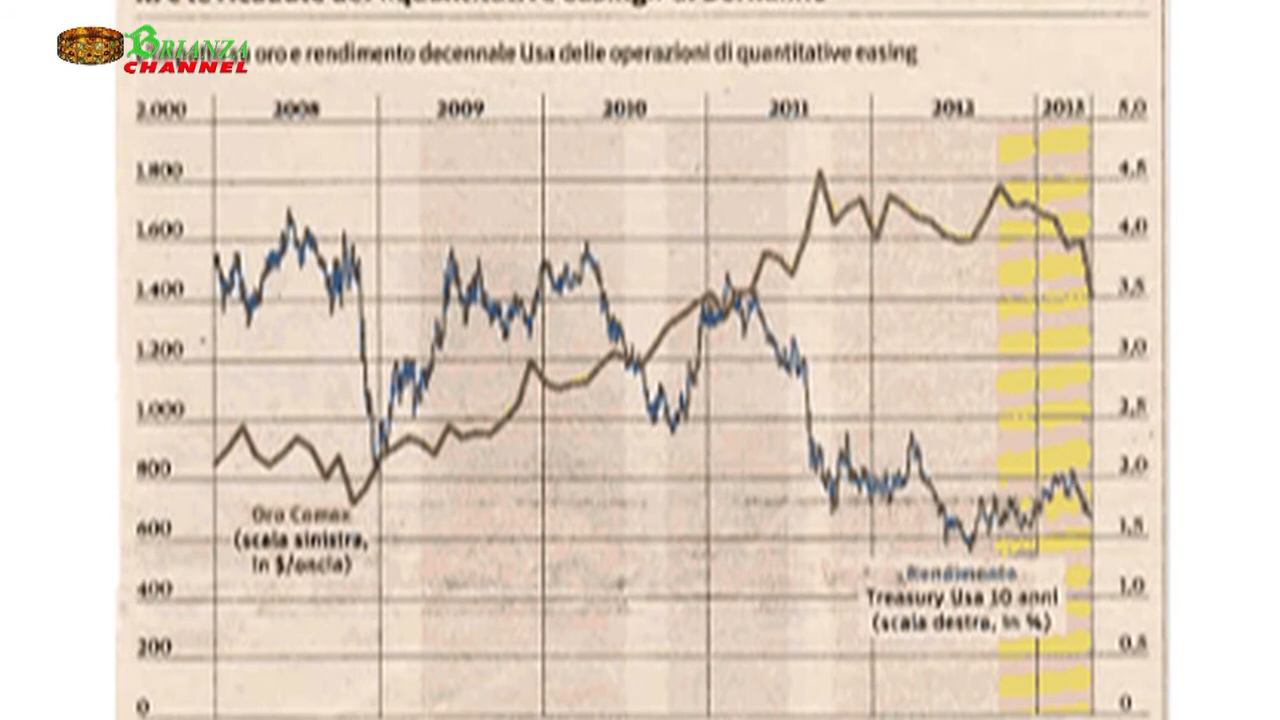 BRIANZA
CHANNEL
oro e rendimento decennale Usa delle operazioni di quantitative easing
2.000 2008 2009 2010 2011 2012 2013 5,0
1.800 4,5
1.600 4,0
1.400 3,5
1.200 3,0
1.000 2,5
800 2,0
Oro Comex
600 (scala sinistra, 1,5
in $/oncia)
Rendimento
400 Treasury Usa 10 anni 1,0
(scala destra, in %)
200 0,5
0 0